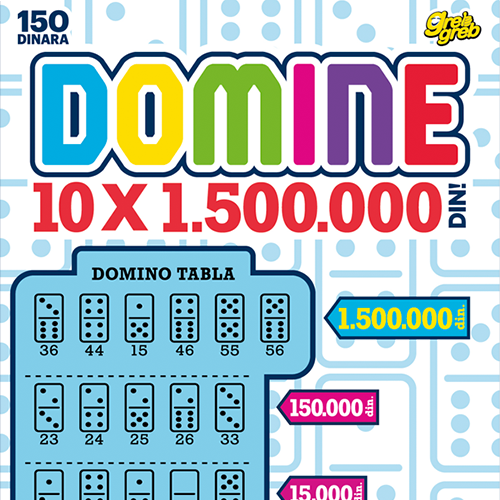 150
DINARA
greb
greb
DOMINE
10 X 1.500.000 DIN!
DOMINO TABLA
36 44 15 46 55 56
1.500.000 din.
23 24 25 26 33
150.000 din.
15.000 din.